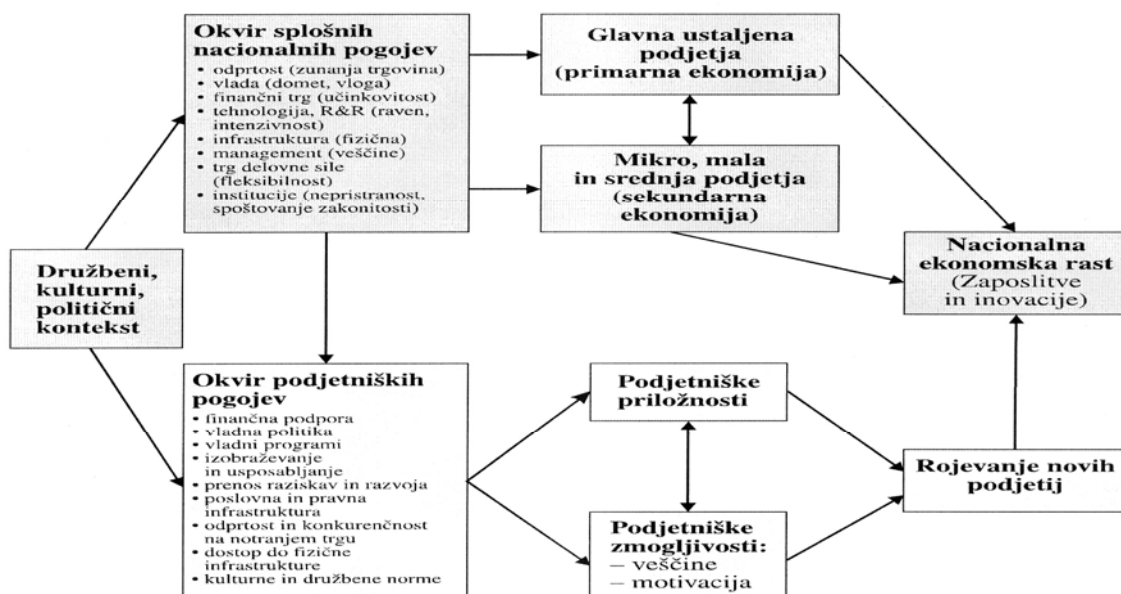 Okvir splošnih
nacionalnih pogojev
• odprtost (zunanja trgovina)
• vlada (domet, vloga)
• finančni trg (učinkovitost)
• tehnologija, R&R (raven,
intenzivnost)
• infrastruktura (fizična)
• management (veščine)
• trg delovne sile
(fleksibilnost)
• institucije (nepristranost,
spoštovanje zakonitosti)
Glavna ustaljena
podjetja
(primarna ekonomija)
Mikro, mala
in srednja podjetja
(sekundarna
ekonomija)
Družbeni,
kulturni,
politični
kontekst
Nacionalna
ekonomska rast
(Zaposlitve
in inovacije)
Okvir podjetniških
pogojev
• finančna podpora
• vladna politika
• vladni programi
• izobraževanje
in usposabljanje
• prenos raziskav in razvoja
• poslovna in pravna
infrastruktura
• odprtost in konkurenčnost
na notranjem trgu
• dostop do fizične
infrastrukture
• kulturne in družbene norme
Podjetniške
priložnosti
Podjetniške
zmogljivosti:
– veščine
– motivacija
Rojevanje novih
podjetij